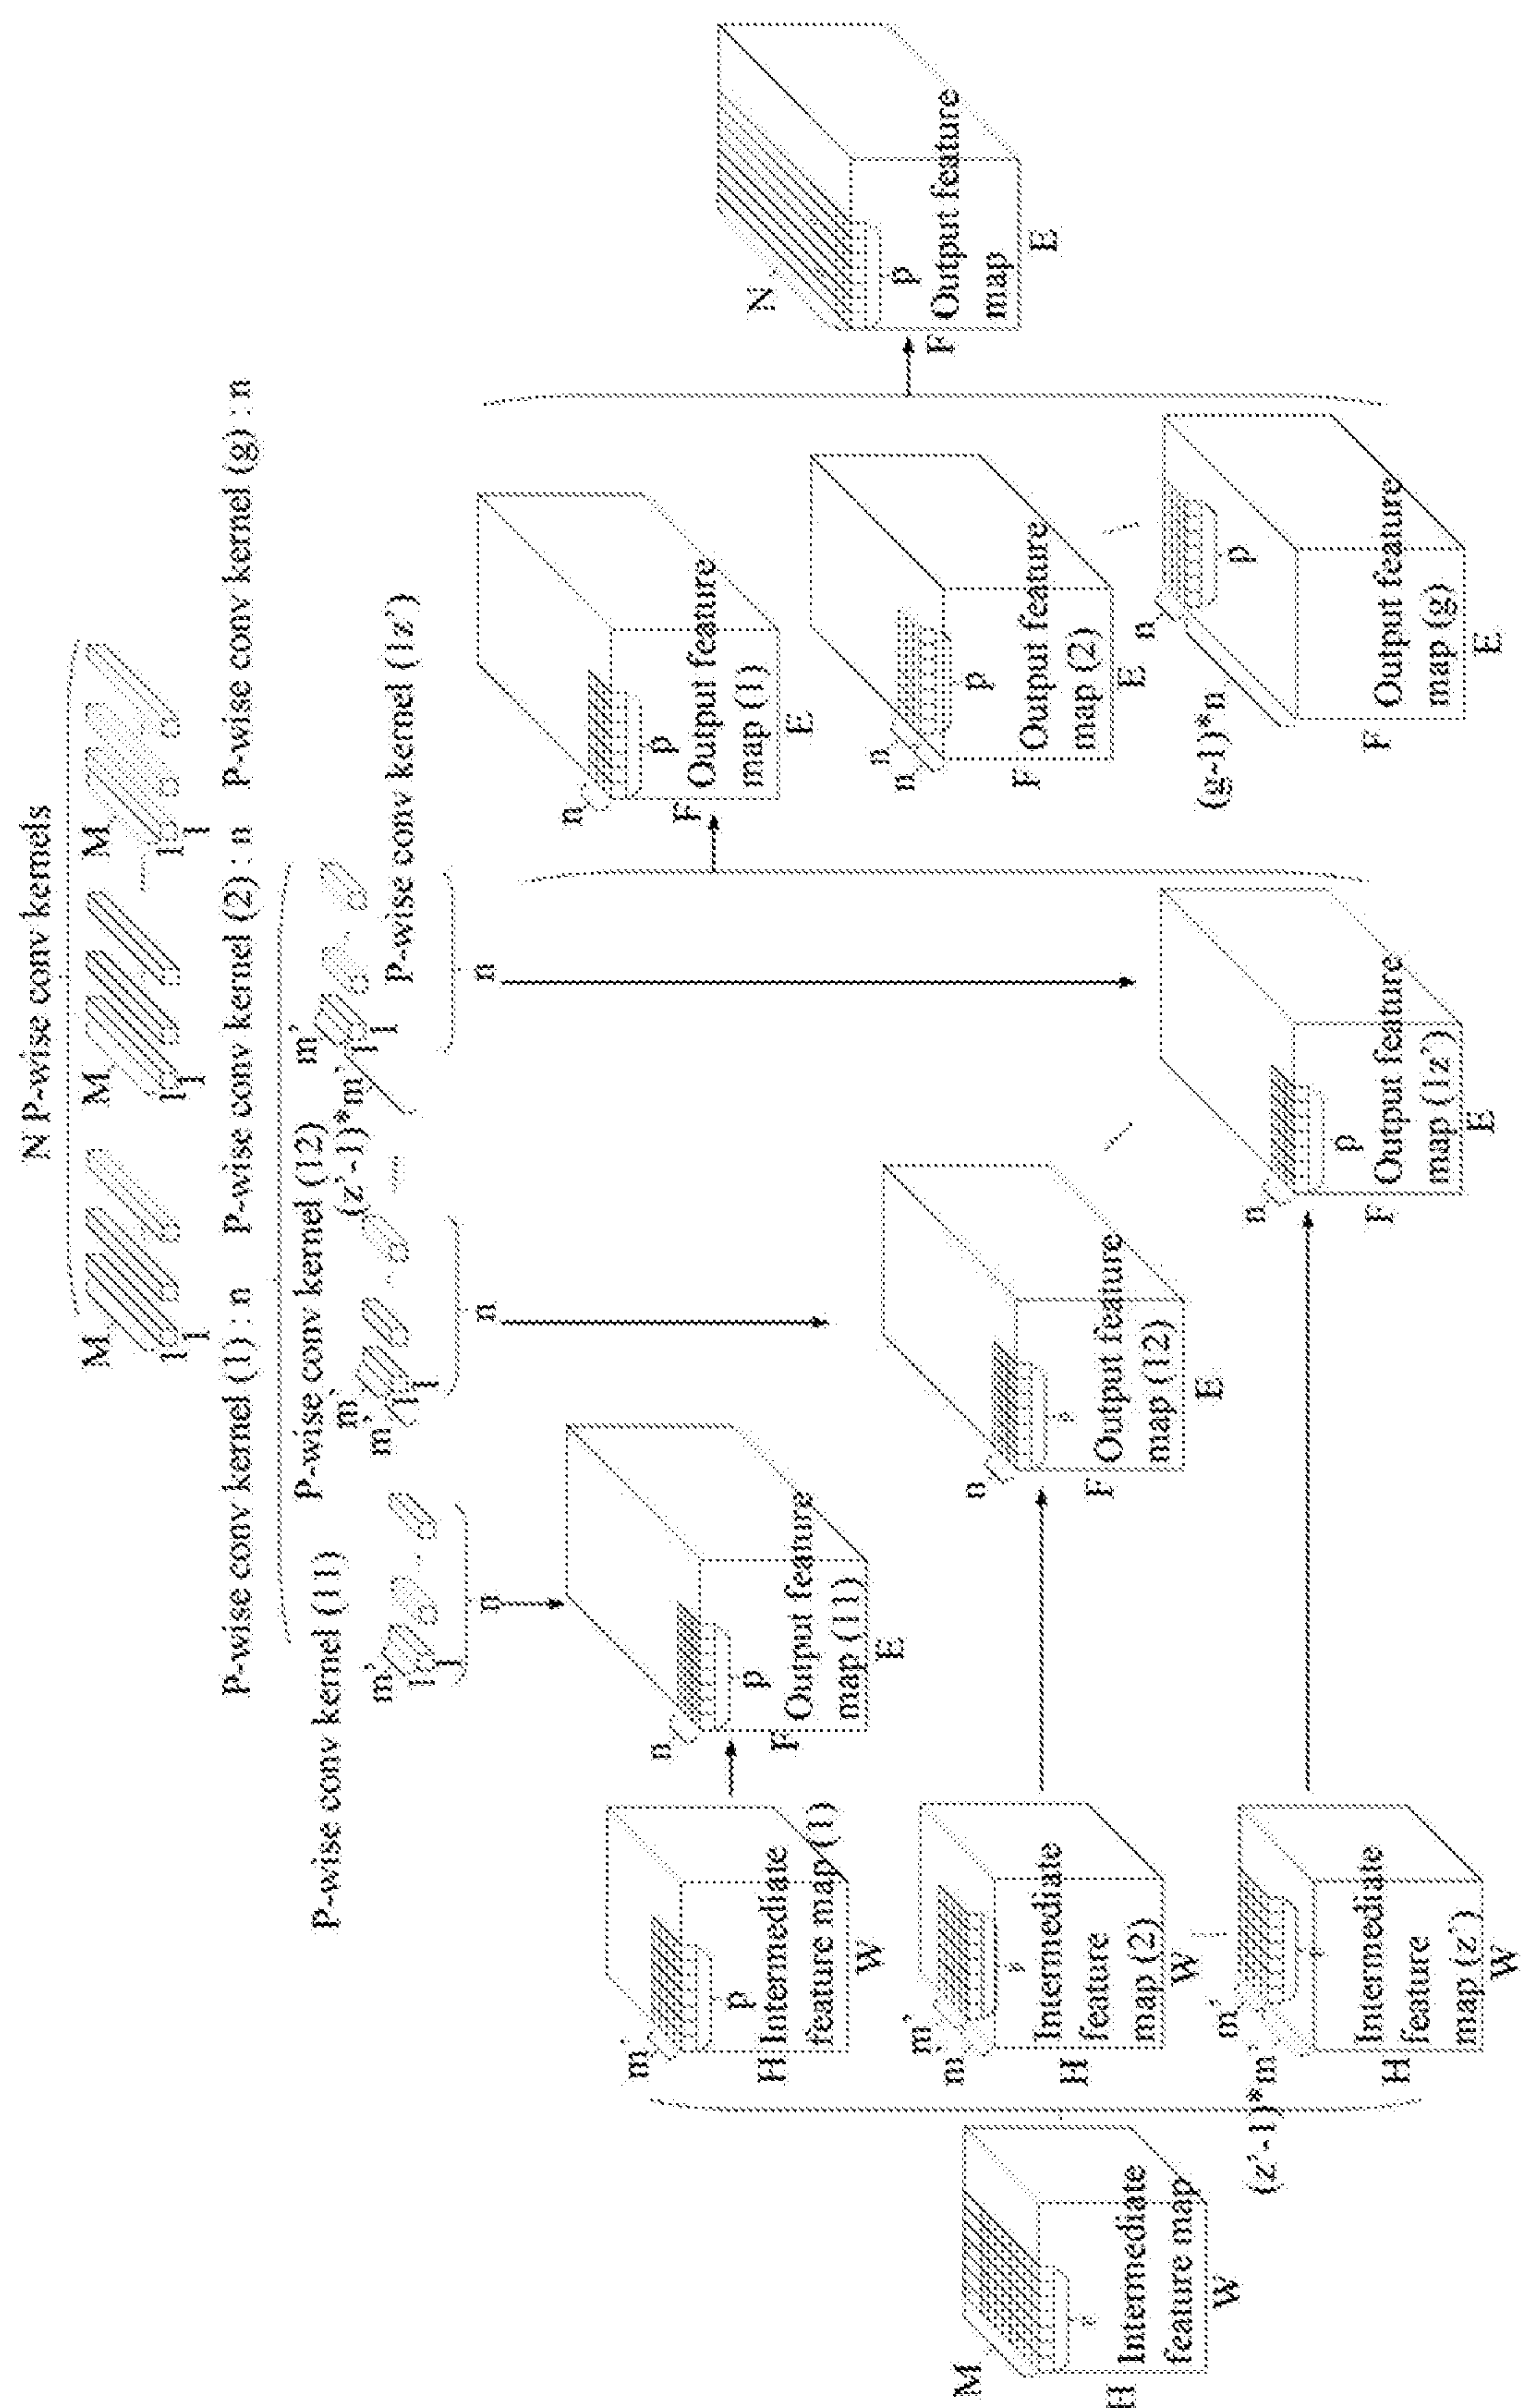 N P-wise conv kernels
M
1
1
M
1
1
M
1
1
P-wise conv kernel (1) : n
P-wise conv kernel (2) : n
P-wise conv kernel (g) : n
P-wise conv kernel (11)
m'
1
1
n
P-wise conv kernel (12)
m'
m'
1
1
n
(z'-1)*m'
m'
1
1
P-wise conv kernel (1z')
n
M
H
Intermediate
feature map
W
m'
p
H
Intermediate
feature map (1)
W
m'
m'
p
H
Intermediate
feature
map (2)
W
m'
(z'-1)*m'
H
Intermediate
feature
map (z')
W
n
p
F
Output feature
map (11)
E
n
p
F
Output feature
map (12)
E
n
p
F
Output feature
map (1z')
E
n
p
F
Output feature
map (1)
E
n
n
p
F
Output feature
map (2)
E
n
(g-1)*n
p
F
Output feature
map (g)
E
N
p
F
Output feature
map
E